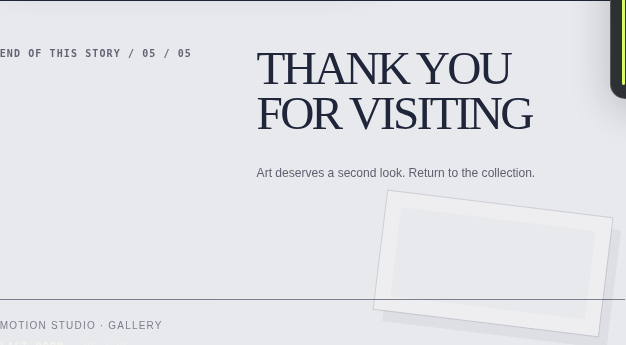 END OF THIS STORY / 05 / 05
THANK YOU
FOR VISITING
Art deserves a second look. Return to the collection.
MOTION STUDIO · GALLERY